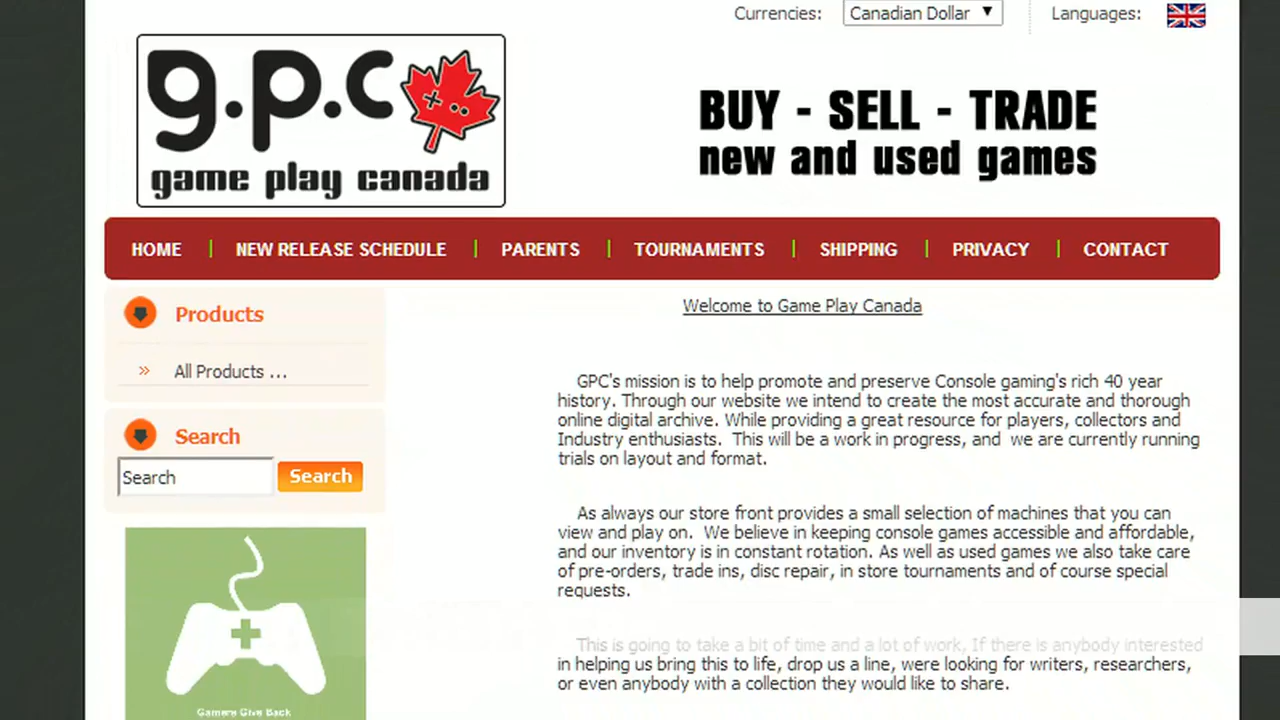 Currencies: Canadian Dollar Languages:
g.p.c
game play canada
BUY - SELL - TRADE
new and used games
HOME NEW RELEASE SCHEDULE PARENTS TOURNAMENTS SHIPPING PRIVACY CONTACT
Products
All Products ...
Search
Search Search
Gamers Give Back
Welcome to Game Play Canada
GPC's mission is to help promote and preserve Console gaming's rich 40 year
history. Through our website we intend to create the most accurate and thorough
online digital archive. While providing a great resource for players, collectors and
Industry enthusiasts. This will be a work in progress, and we are currently running
trials on layout and format.
As always our store front provides a small selection of machines that you can
view and play on. We believe in keeping console games accessible and affordable,
and our inventory is in constant rotation. As well as used games we also take care
of pre-orders, trade ins, disc repair, in store tournaments and of course special
requests.
This is going to take a bit of time and a lot of work, If there is anybody interested
in helping us bring this to life, drop us a line, were looking for writers, researchers,
or even anybody with a collection they would like to share.